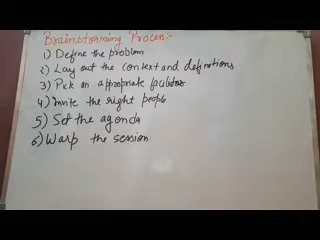 Brainstorming Process:-
1) Define the problem
2) Lay out the context and definitions
3) Pick an appropriate facilitator
4) Invite the right people
5) Set the agenda
6) Warp the session.